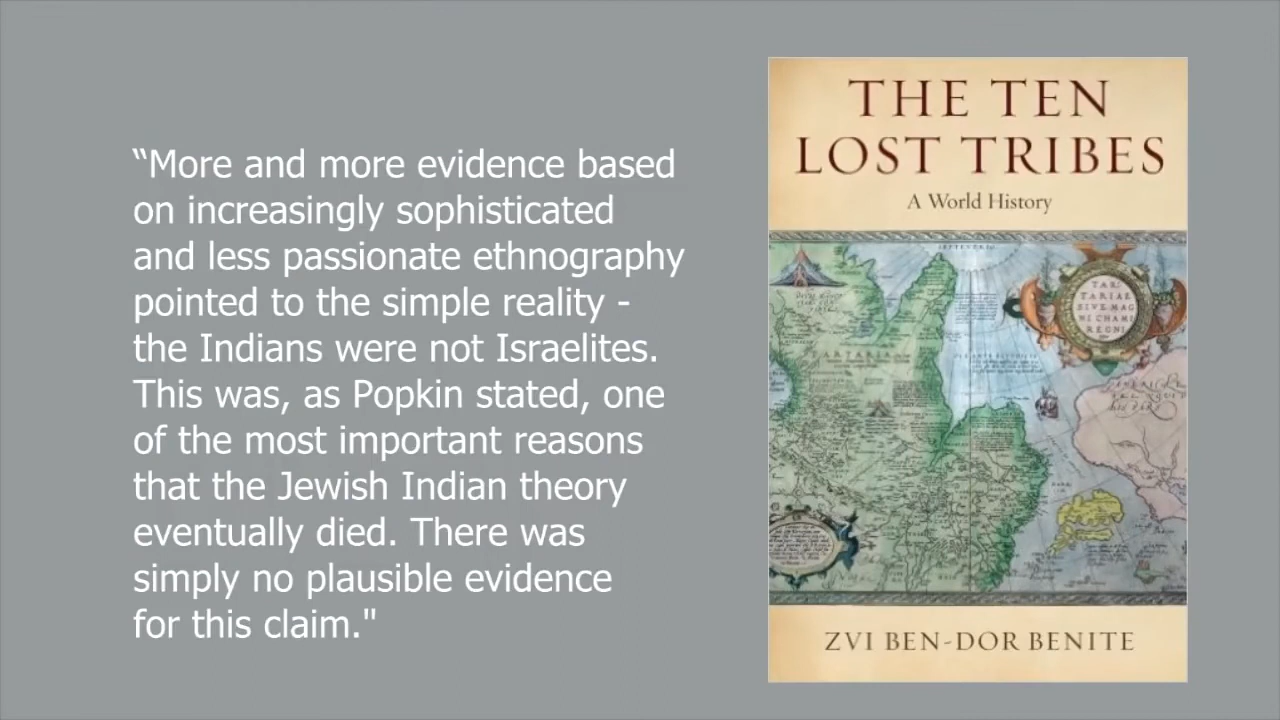 “More and more evidence based
on increasingly sophisticated
and less passionate ethnography
pointed to the simple reality -
the Indians were not Israelites.
This was, as Popkin stated, one
of the most important reasons
that the Jewish Indian theory
eventually died. There was
simply no plausible evidence
for this claim."
THE TEN
LOST TRIBES
A World History
SEPTENTRIO
TAR-
TARIAE
SIVE MAG
NI CHAMI
REGNI
TARTARIA
ZVI BEN-DOR BENITE